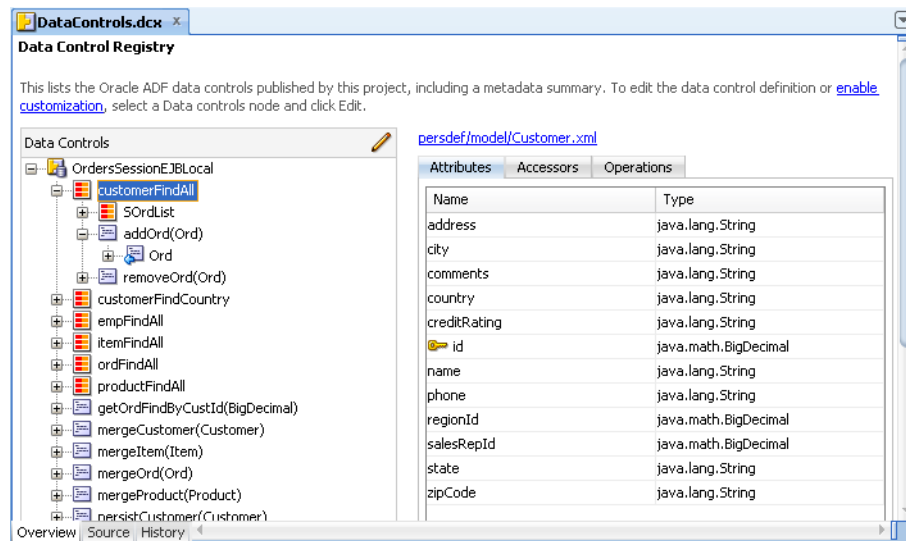 DataControls.dcx x
Data Control Registry
This lists the Oracle ADF data controls published by this project, including a metadata summary. To edit the data control definition or enable
customization, select a Data controls node and click Edit.
Data Controls
OrdersSessionEJBLocal
customerFindAll
SOrdList
addOrd(Ord)
Ord
removeOrd(Ord)
customerFindCountry
empFindAll
itemFindAll
ordFindAll
productFindAll
getOrdFindByCustId(BigDecimal)
mergeCustomer(Customer)
mergeItem(Item)
mergeOrd(Ord)
mergeProduct(Product)
persistCustomer(Customer)
persdef/model/Customer.xml
Attributes Accessors Operations
Name Type
address java.lang.String
city java.lang.String
comments java.lang.String
country java.lang.String
creditRating java.lang.String
id java.math.BigDecimal
name java.lang.String
phone java.lang.String
regionId java.math.BigDecimal
salesRepId java.math.BigDecimal
state java.lang.String
zipCode java.lang.String
Overview Source History